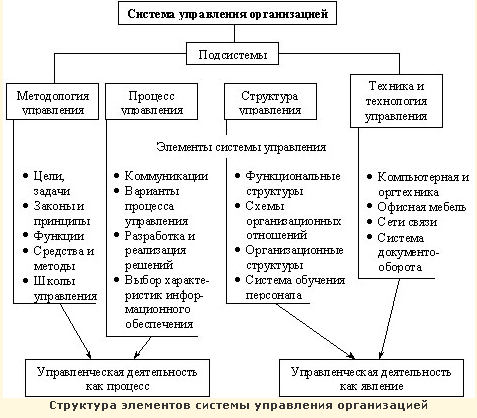 Система управления организацией
Подсистемы
Методология
управления
Процесс
управления
Структура
управления
Техника и
технология
управления
Элементы системы управления
• Цели,
задачи
• Законы и
принципы
• Функции
• Средства и
методы
• Школы
управления
• Коммуникации
• Варианты
процесса
управления
• Разработка и
реализация
решений
• Выбор характе-
ристик инфор-
мационного
обеспечения
• Функциональные
структуры
• Схемы
организационных
отношений
• Организационные
структуры
• Система обучения
персонала
• Компьютерная и
оргтехника
• Офисная мебель
• Сети связи
• Система
документо-
оборота
Управленческая деятельность
как процесс
Управленческая деятельность
как явление
Структура элементов системы управления организацией